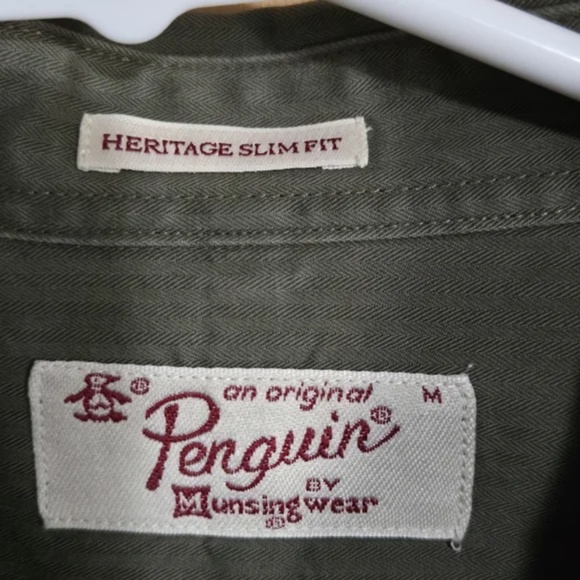 HERITAGE SLIM FIT
® an original M
Penguin®
BY
Munsingwear
®